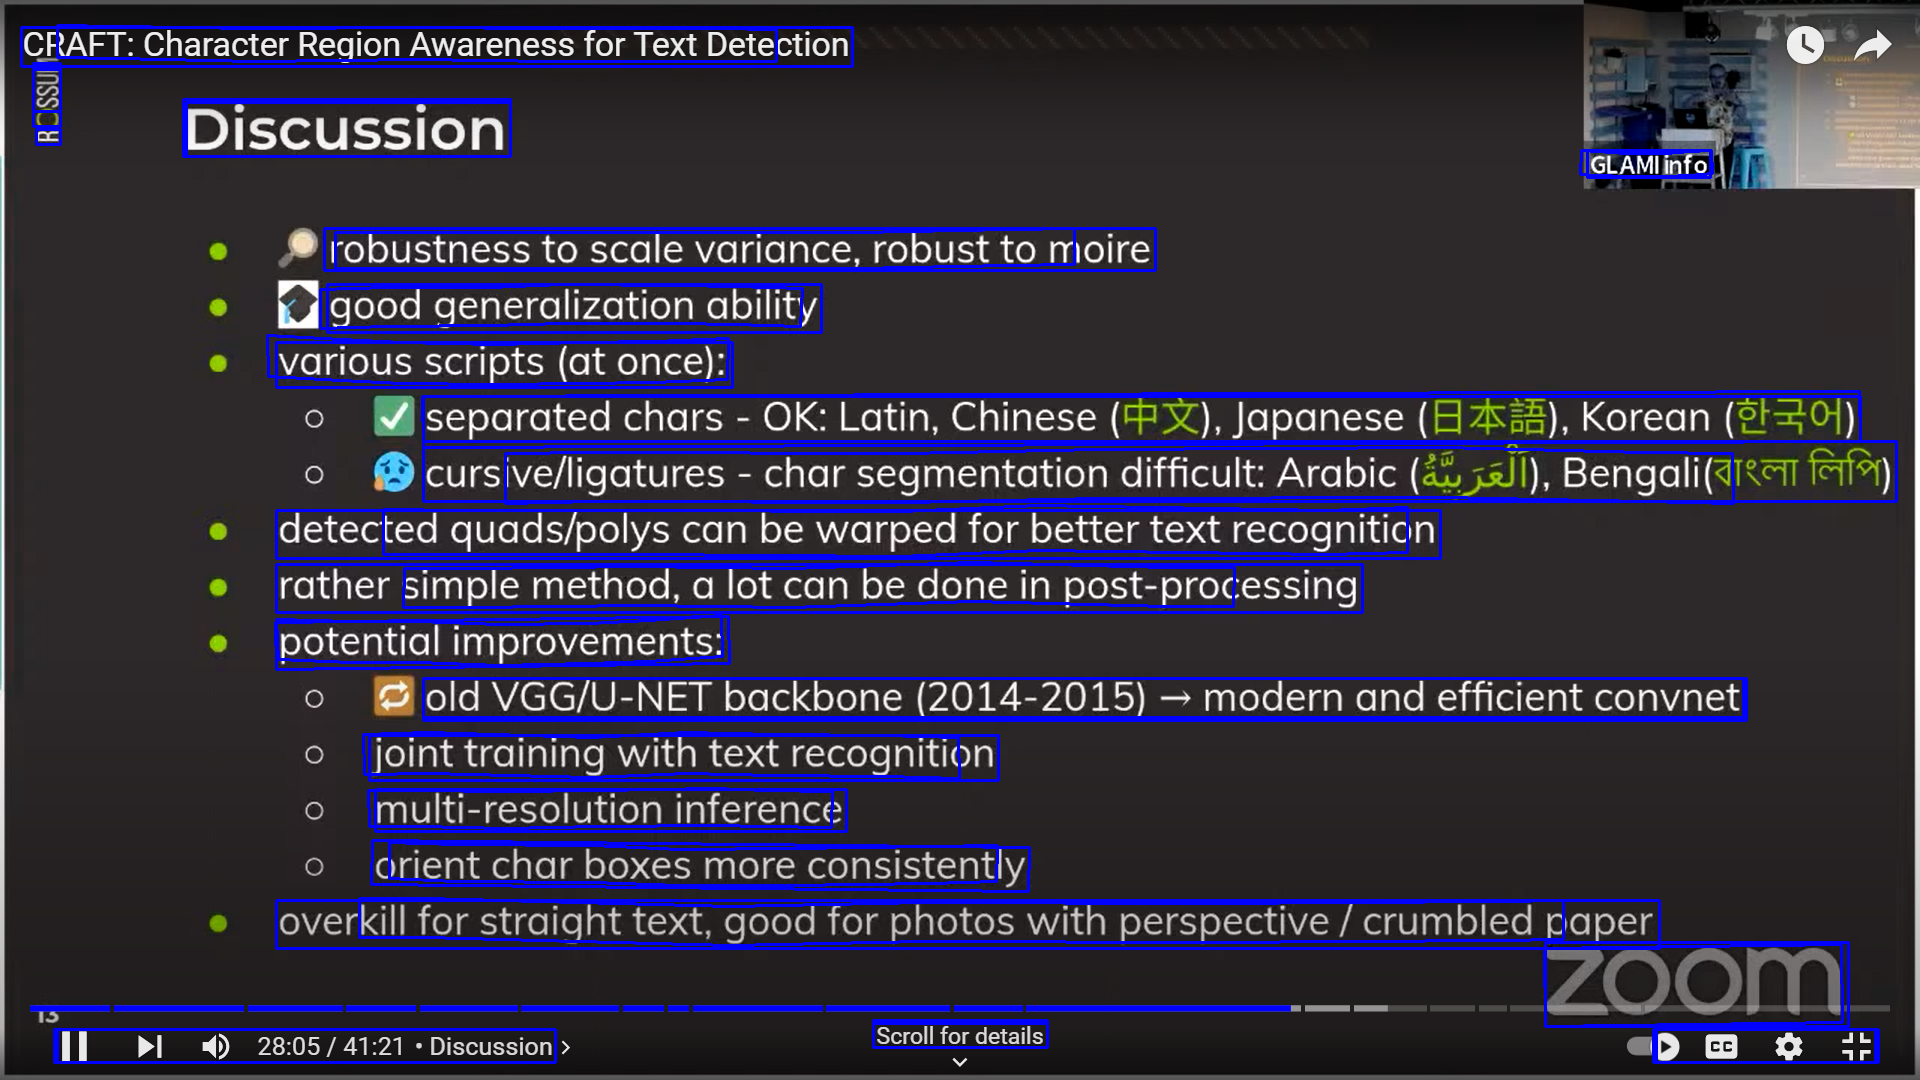 CRAFT: Character Region Awareness for Text Detection
ROSSUM
Discussion
GLAMI info
robustness to scale variance, robust to moire
good generalization ability
various scripts (at once):
separated chars - OK: Latin, Chinese (中文), Japanese (日本語), Korean (한국어)
cursive/ligatures - char segmentation difficult: Arabic (اَلْعَرَبِيَّةُ), Bengali(বাংলা লিপি)
detected quads/polys can be warped for better text recognition
rather simple method, a lot can be done in post-processing
potential improvements:
old VGG/U-NET backbone (2014-2015) → modern and efficient convnet
joint training with text recognition
multi-resolution inference
orient char boxes more consistently
overkill for straight text, good for photos with perspective / crumbled paper
zoom
13
28:05 / 41:21 • Discussion
Scroll for details
CC